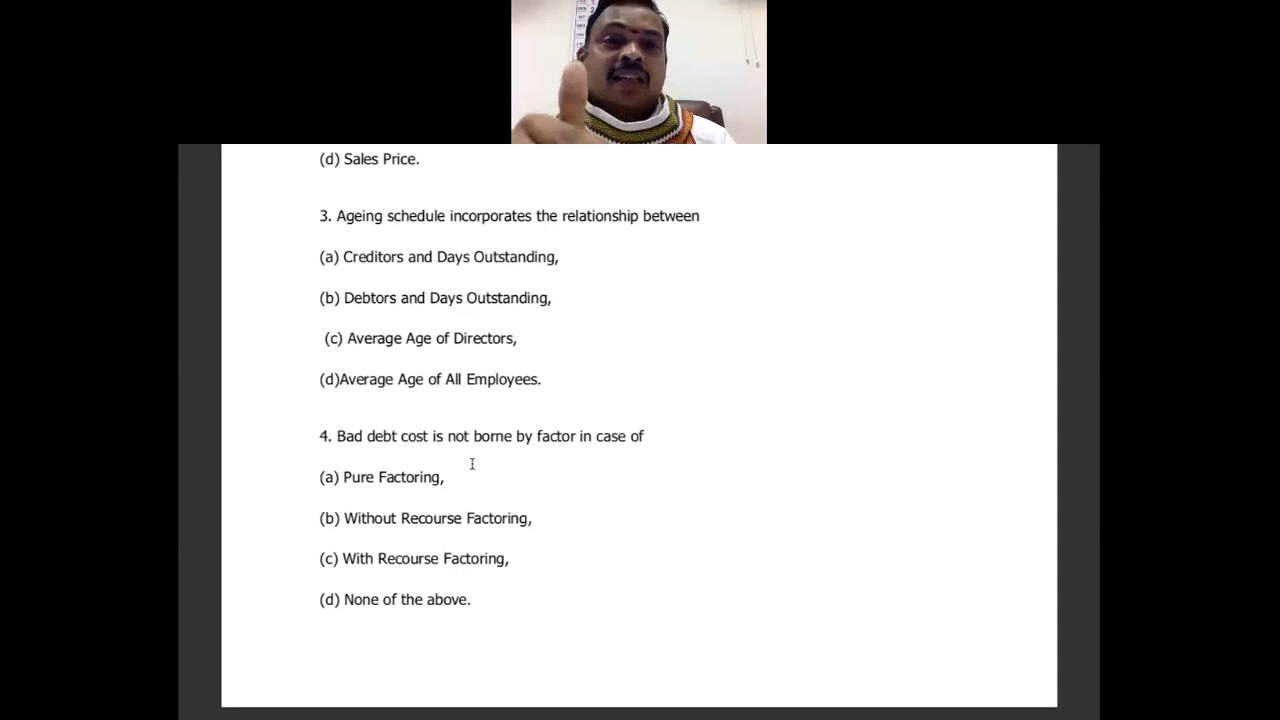 (d) Sales Price.
3. Ageing schedule incorporates the relationship between
(a) Creditors and Days Outstanding,
(b) Debtors and Days Outstanding,
(c) Average Age of Directors,
(d)Average Age of All Employees.
4. Bad debt cost is not borne by factor in case of
(a) Pure Factoring,
(b) Without Recourse Factoring,
(c) With Recourse Factoring,
(d) None of the above.